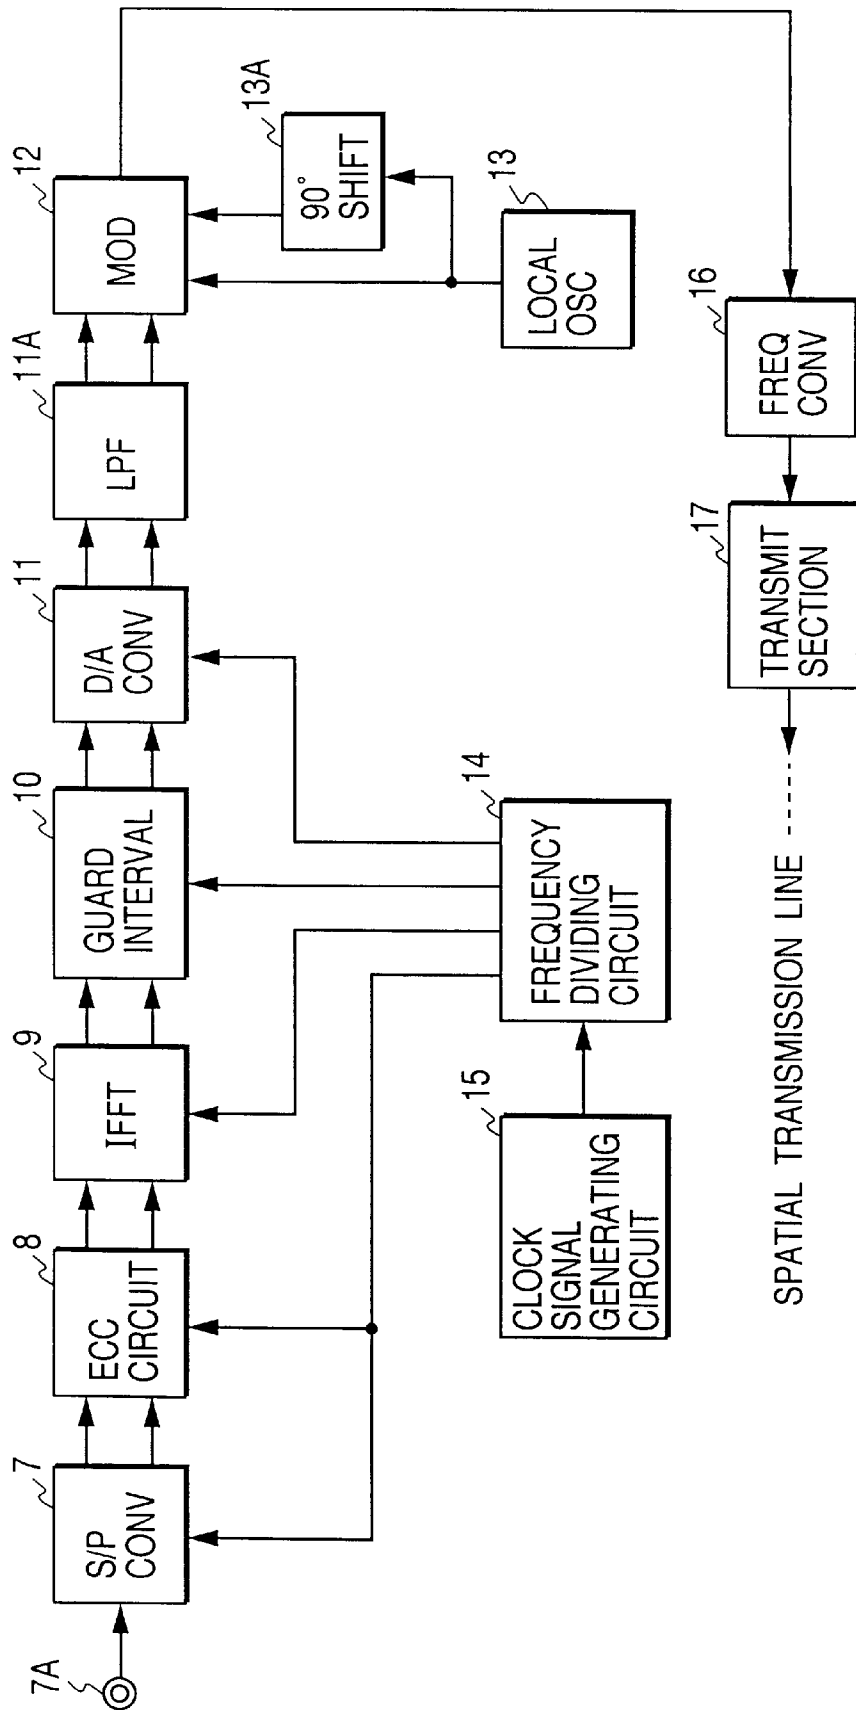 7A
7
S/P
CONV
8
ECC
CIRCUIT
9
IFFT
10
GUARD
INTERVAL
11
D/A
CONV
11A
LPF
12
MOD
13A
90°
SHIFT
13
LOCAL
OSC
15
CLOCK
SIGNAL
GENERATING
CIRCUIT
14
FREQUENCY
DIVIDING
CIRCUIT
16
FREQ
CONV
17
TRANSMIT
SECTION
SPATIAL TRANSMISSION LINE